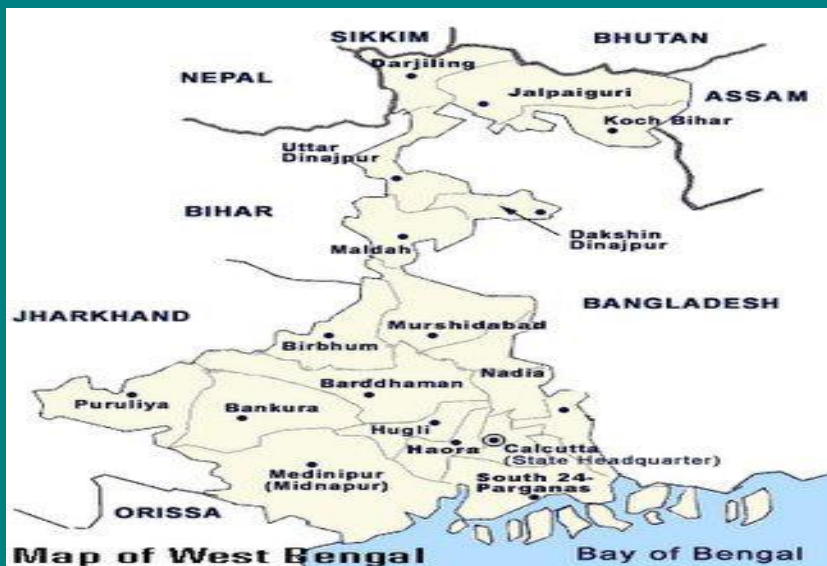 SIKKIM
BHUTAN
Darjiling
NEPAL
Jalpaiguri
ASSAM
Koch Bihar
Uttar
Dinajpur
BIHAR
Dakshin
Dinajpur
Maldah
BANGLADESH
JHARKHAND
Murshidabad
Birbhum
Nadia
Barddhaman
Puruliya
Bankura
Hugli
Haora
Calcutta
(State Headquarter)
Medinipur
(Midnapur)
South 24-
Parganas
ORISSA
Map of West Bengal
Bay of Bengal